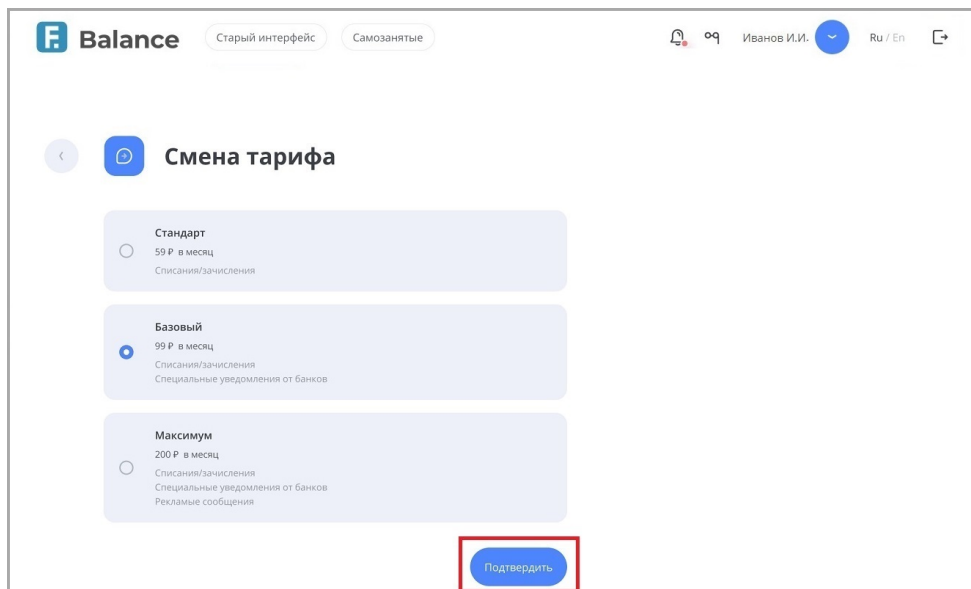 F. Balance Старый интерфейс Самозанятые Иванов И.И. Ru / En
Смена тарифа
Стандарт
59 ₽ в месяц
Списания/зачисления
Базовый
99 ₽ в месяц
Списания/зачисления
Специальные уведомления от банков
Максимум
200 ₽ в месяц
Списания/зачисления
Специальные уведомления от банков
Рекламые сообщения
Подтвердить